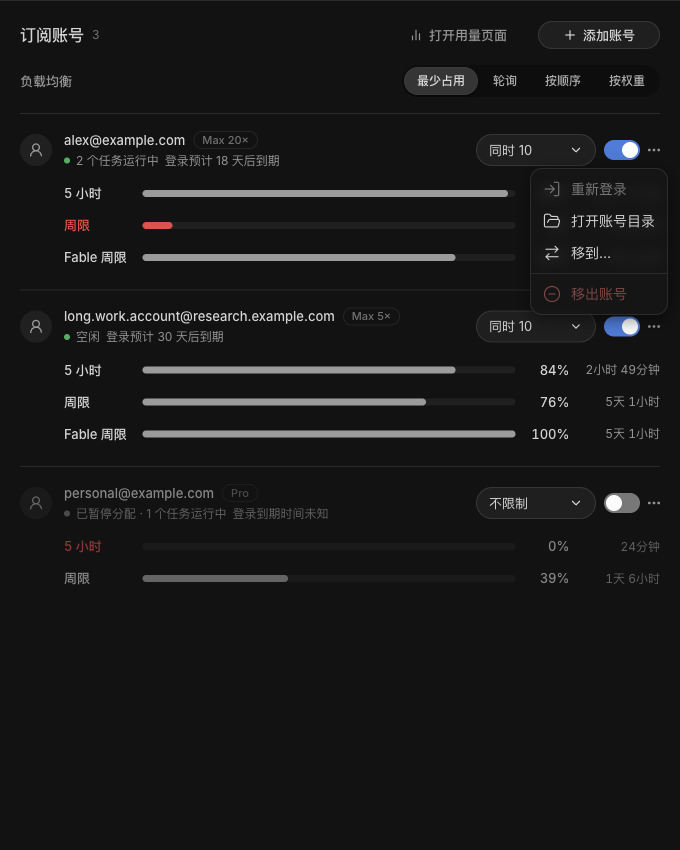 订阅账号 3
打开用量页面
添加账号
负载均衡
最少占用 轮询 按顺序 按权重
alex@example.com Max 20×
2 个任务运行中 登录预计 18 天后到期
同时 10
5 小时
周限
Fable 周限
重新登录
打开账号目录
移到...
移出账号
long.work.account@research.example.com Max 5×
空闲 登录预计 30 天后到期
同时 10
5 小时 84% 2小时 49分钟
周限 76% 5天 1小时
Fable 周限 100% 5天 1小时
personal@example.com Pro
已暂停分配 · 1 个任务运行中 登录到期时间未知
不限制
5 小时 0% 24分钟
周限 39% 1天 6小时